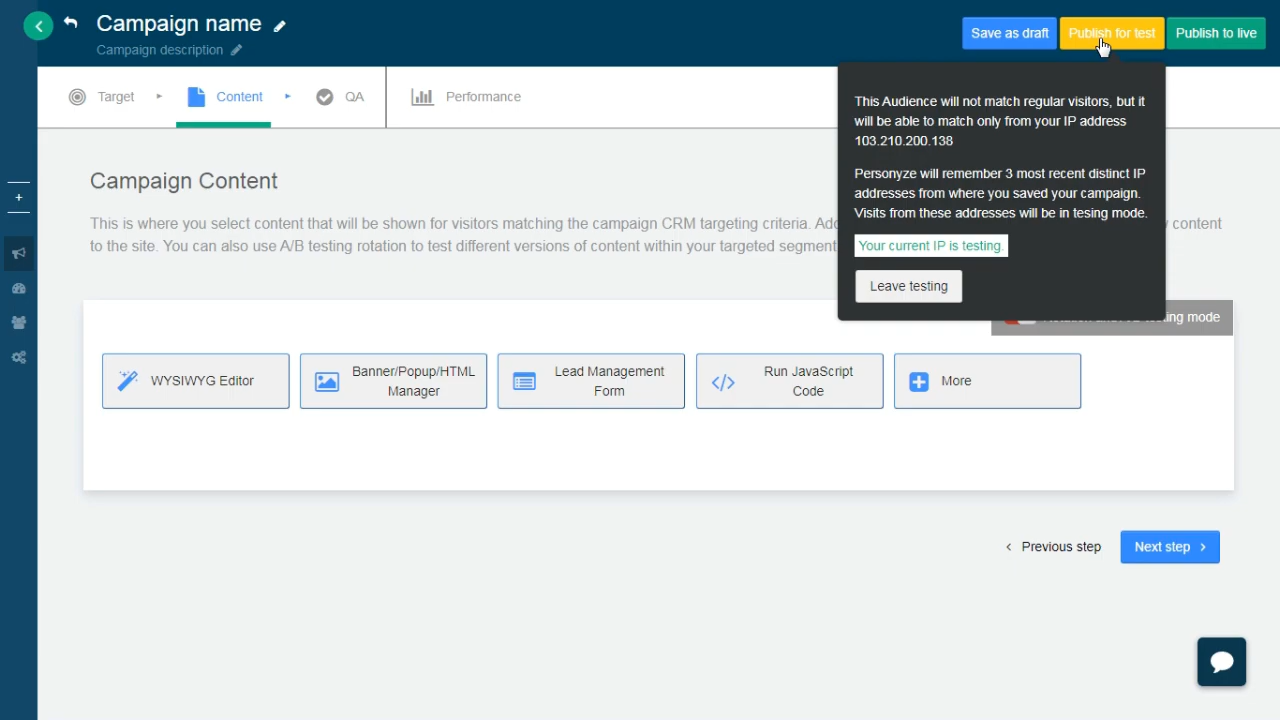 Campaign name
Campaign description
Save as draft
Publish for test
Publish to live
Target
Content
QA
Performance
This Audience will not match regular visitors, but it
will be able to match only from your IP address
103.210.200.138
Personyze will remember 3 most recent distinct IP
addresses from where you saved your campaign.
Visits from these addresses will be in tesing mode.
Your current IP is testing.
Leave testing
Campaign Content
This is where you select content that will be shown for visitors matching the campaign CRM targeting criteria.
content
to the site. You can also use A/B testing rotation to test different versions of content within your targeted segment
mode
WYSIWYG Editor
Banner/Popup/HTML
Manager
Lead Management
Form
Run JavaScript
Code
More
Previous step
Next step